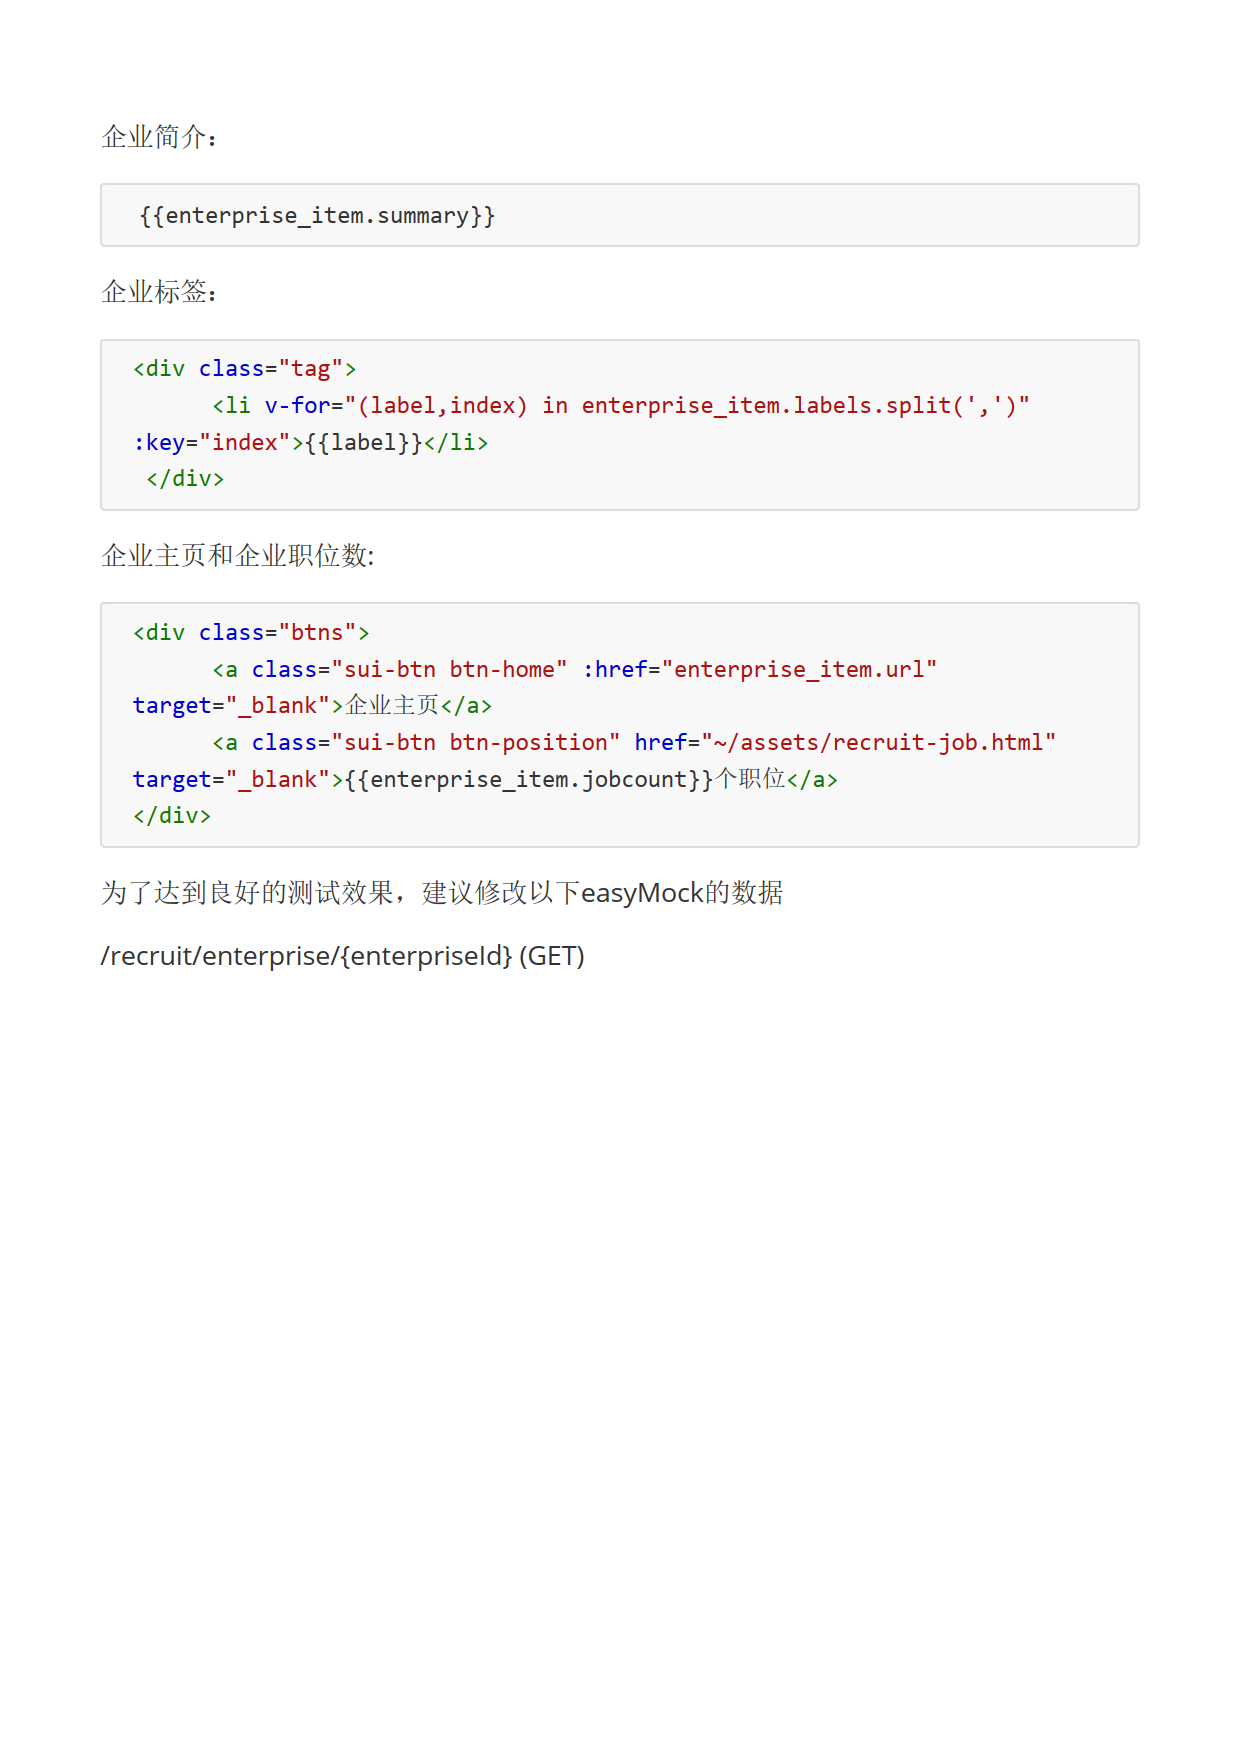 企业简介：
{{enterprise_item.summary}}
企业标签：
<div class="tag">
      <li v-for="(label,index) in enterprise_item.labels.split(',')"
:key="index">{{label}}</li>
 </div>
企业主页和企业职位数:
<div class="btns">
      <a class="sui-btn btn-home" :href="enterprise_item.url"
target="_blank">企业主页</a>
      <a class="sui-btn btn-position" href="~/assets/recruit-job.html"
target="_blank">{{enterprise_item.jobcount}}个职位</a>
</div>
为了达到良好的测试效果，建议修改以下easyMock的数据
/recruit/enterprise/{enterpriseId} (GET)